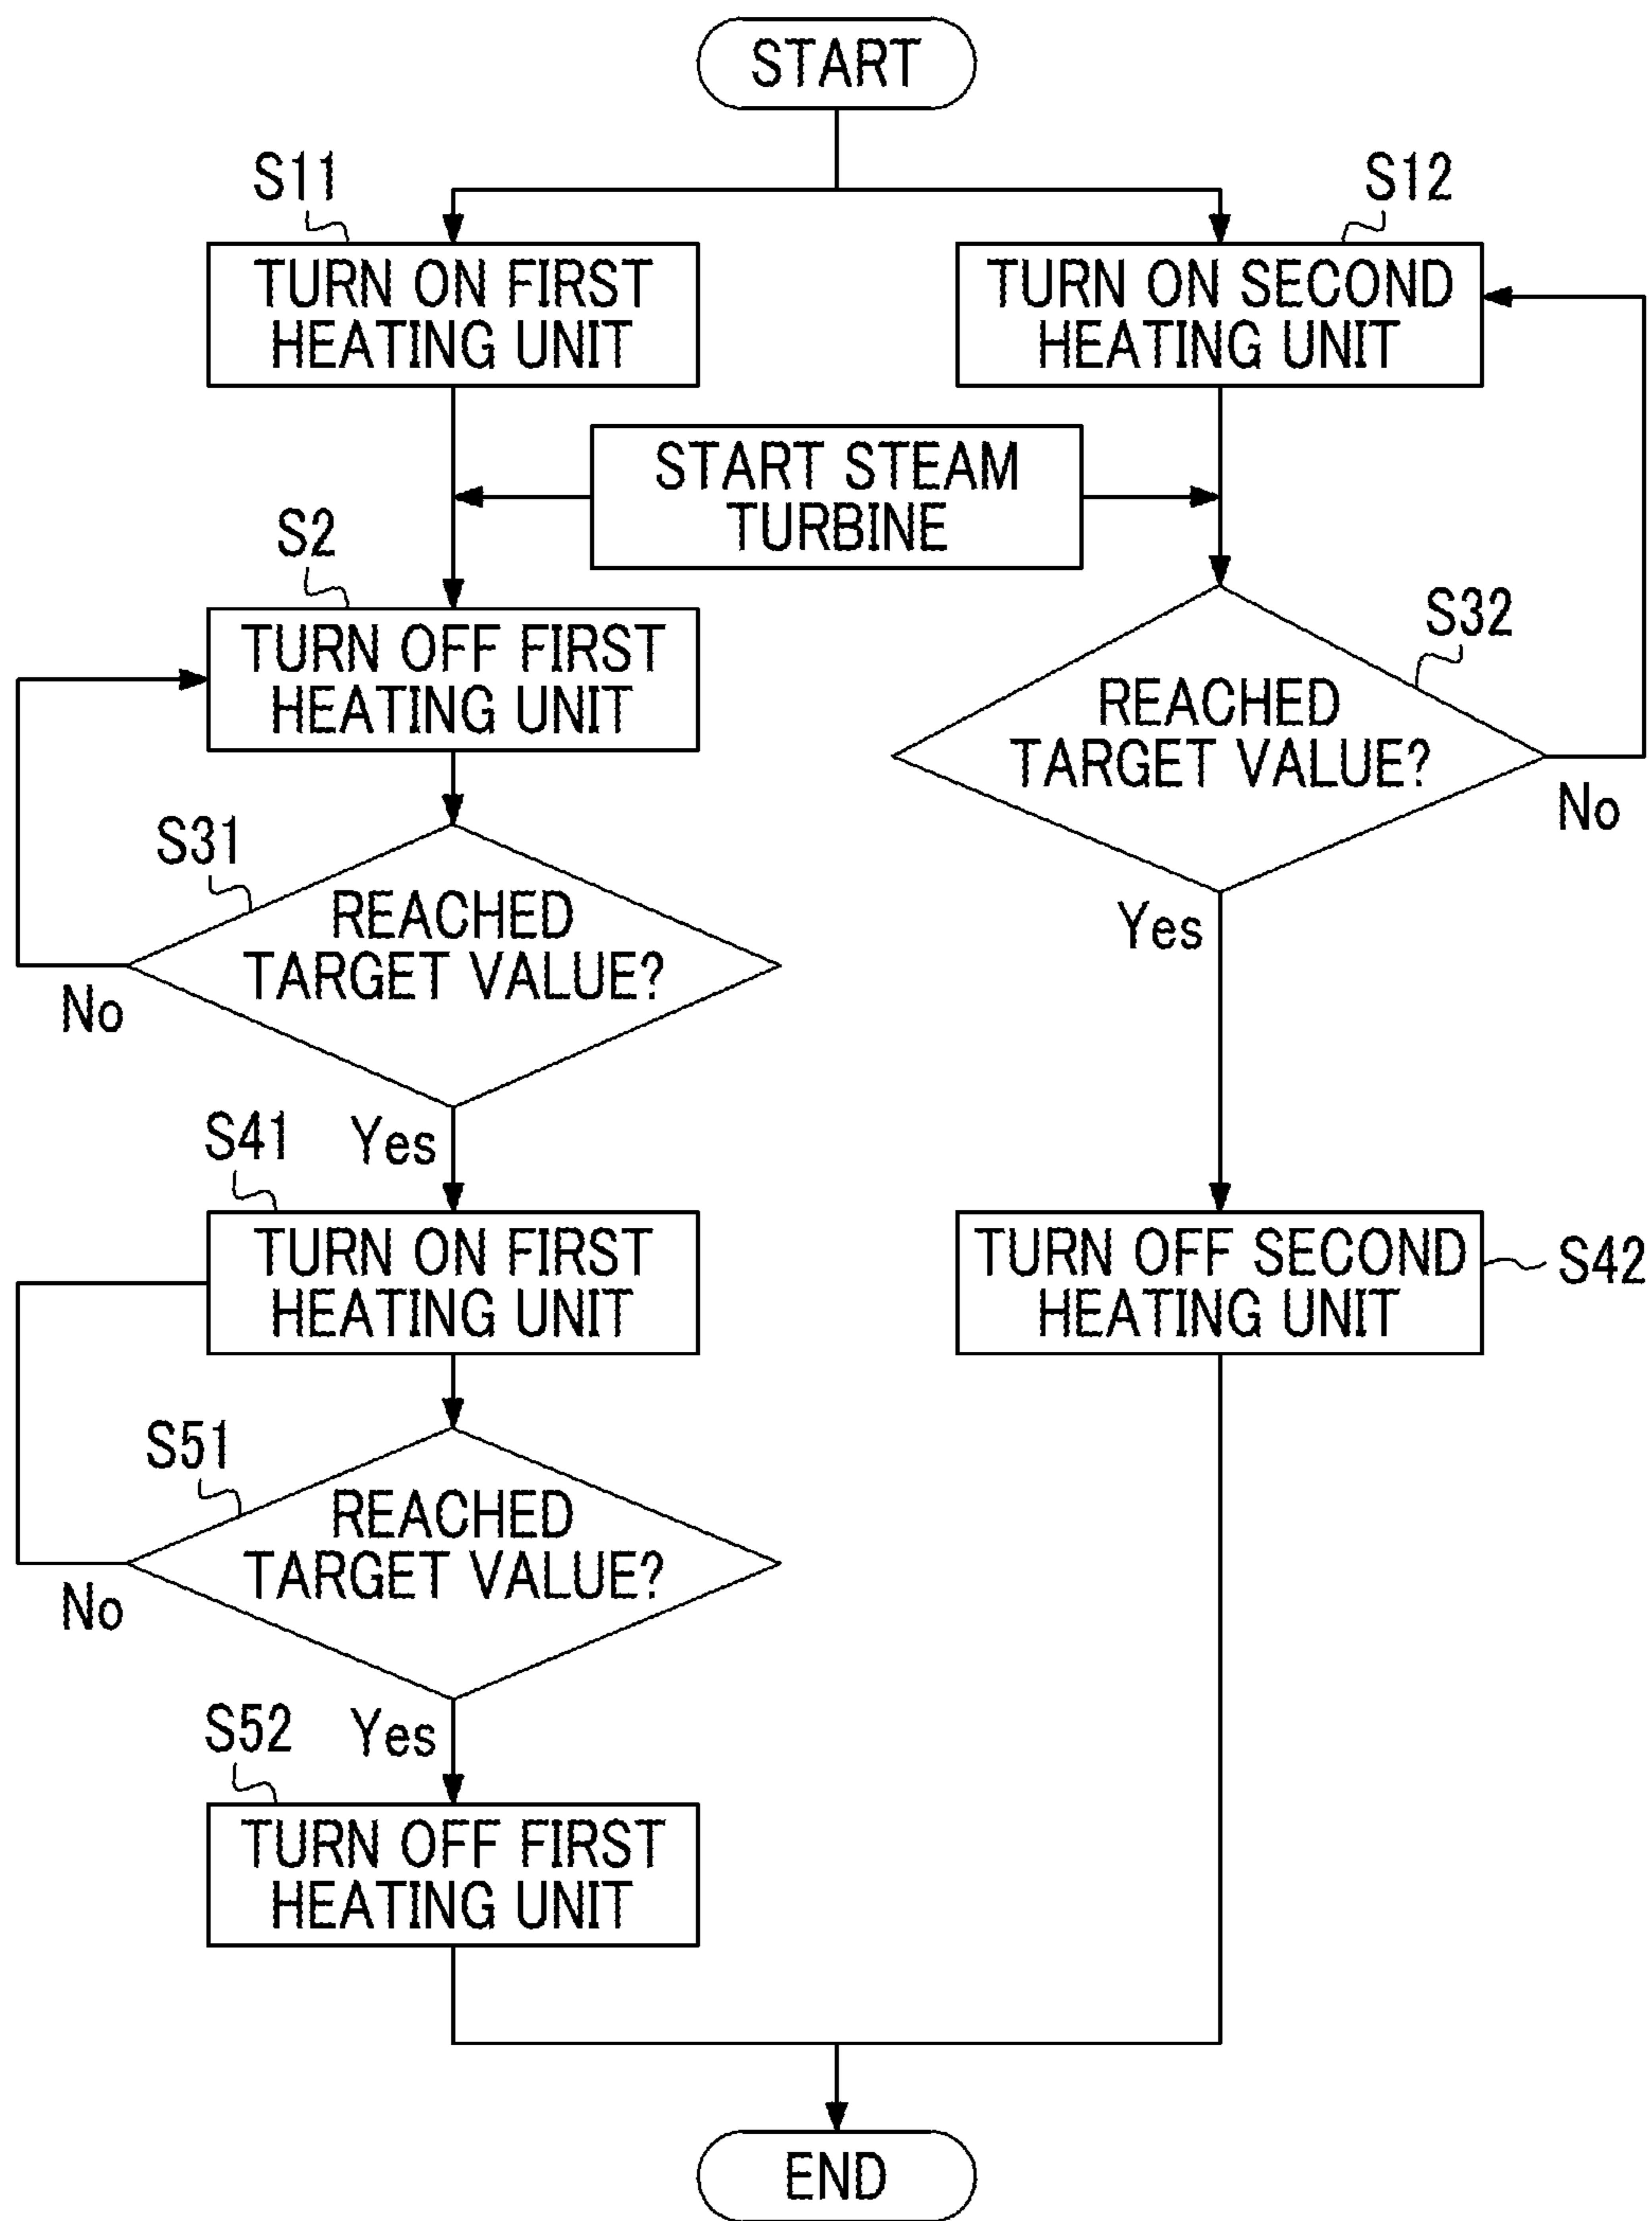 START
S11
S12
TURN ON FIRST
HEATING UNIT
TURN ON SECOND
HEATING UNIT
START STEAM
TURBINE
S2
TURN OFF FIRST
HEATING UNIT
S32
REACHED
TARGET VALUE?
No
Yes
S31
REACHED
TARGET VALUE?
No
Yes
S41
TURN ON FIRST
HEATING UNIT
TURN OFF SECOND
HEATING UNIT
S42
S51
REACHED
TARGET VALUE?
No
Yes
S52
TURN OFF FIRST
HEATING UNIT
END